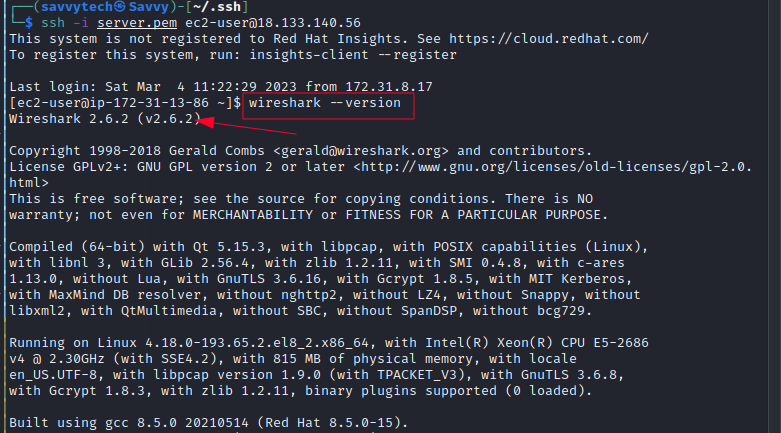 ┌──(savvytech㉿Savvy)-[~/.ssh]
└─$ ssh -i server.pem ec2-user@18.133.140.56
This system is not registered to Red Hat Insights. See https://cloud.redhat.com/
To register this system, run: insights-client --register
Last login: Sat Mar  4 11:22:29 2023 from 172.31.8.17
[ec2-user@ip-172-31-13-86 ~]$ wireshark --version
Wireshark 2.6.2 (v2.6.2)
Copyright 1998-2018 Gerald Combs <gerald@wireshark.org> and contributors.
License GPLv2+: GNU GPL version 2 or later <http://www.gnu.org/licenses/old-licenses/gpl-2.0.
html>
This is free software; see the source for copying conditions. There is NO
warranty; not even for MERCHANTABILITY or FITNESS FOR A PARTICULAR PURPOSE.
Compiled (64-bit) with Qt 5.15.3, with libpcap, with POSIX capabilities (Linux),
with libnl 3, with GLib 2.56.4, with zlib 1.2.11, with SMI 0.4.8, with c-ares
1.13.0, without Lua, with GnuTLS 3.6.16, with Gcrypt 1.8.5, with MIT Kerberos,
with MaxMind DB resolver, without nghttp2, without LZ4, without Snappy, without
libxml2, with QtMultimedia, without SBC, without SpanDSP, without bcg729.
Running on Linux 4.18.0-193.65.2.el8_2.x86_64, with Intel(R) Xeon(R) CPU E5-2686
v4 @ 2.30GHz (with SSE4.2), with 815 MB of physical memory, with locale
en_US.UTF-8, with libpcap version 1.9.0 (with TPACKET_V3), with GnuTLS 3.6.8,
with Gcrypt 1.8.3, with zlib 1.2.11, binary plugins supported (0 loaded).
Built using gcc 8.5.0 20210514 (Red Hat 8.5.0-15).